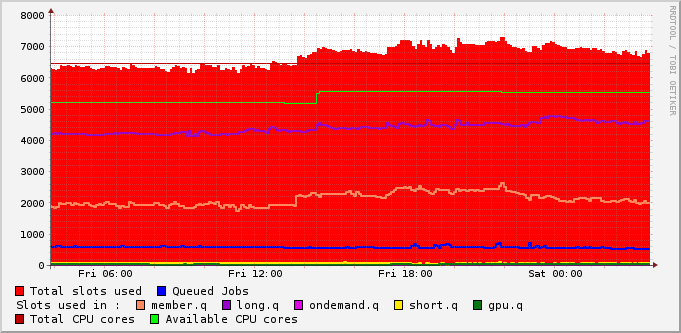 RRDTOOL / TOBI OETIKER
8000
7000
6000
5000
4000
3000
2000
1000
0
Fri 06:00 Fri 12:00 Fri 18:00 Sat 00:00
Total slots used Queued Jobs
Slots used in : member.q long.q ondemand.q short.q gpu.q
Total CPU cores Available CPU cores